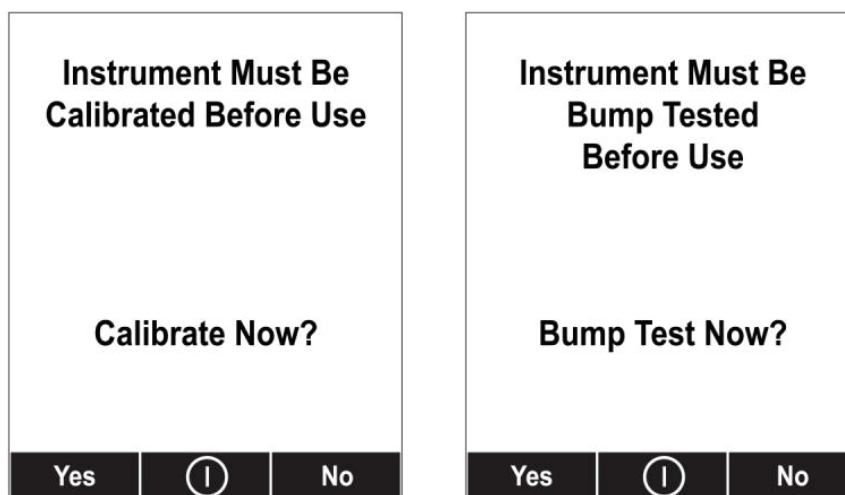 Instrument Must Be
Calibrated Before Use
Calibrate Now?
Yes No
Instrument Must Be
Bump Tested
Before Use
Bump Test Now?
Yes No